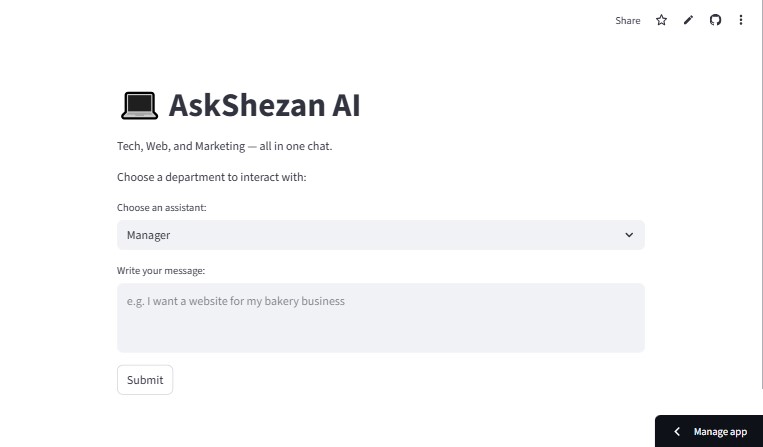 Share
AskShezan AI
Tech, Web, and Marketing — all in one chat.
Choose a department to interact with:
Choose an assistant:
Manager
Write your message:
e.g. I want a website for my bakery business
Submit
Manage app